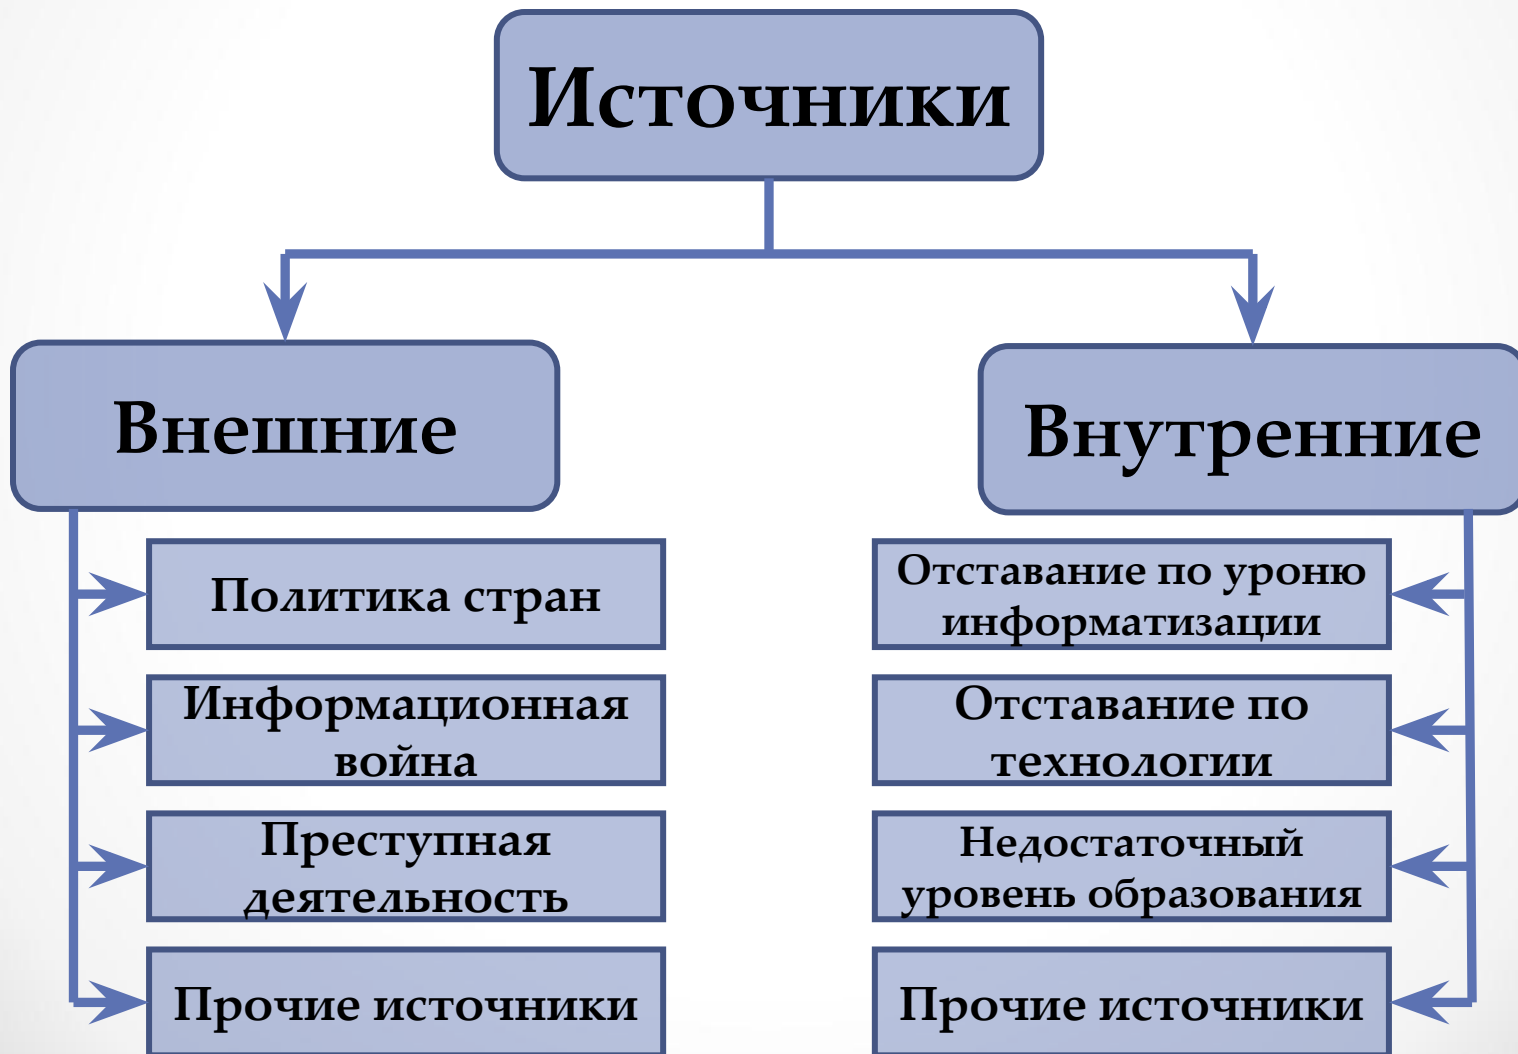 Источники
Внешние
Внутренние
Политика стран
Информационная
война
Преступная
деятельность
Прочие источники
Отставание по уроню
информатизации
Отставание по
технологии
Недостаточный
уровень образования
Прочие источники